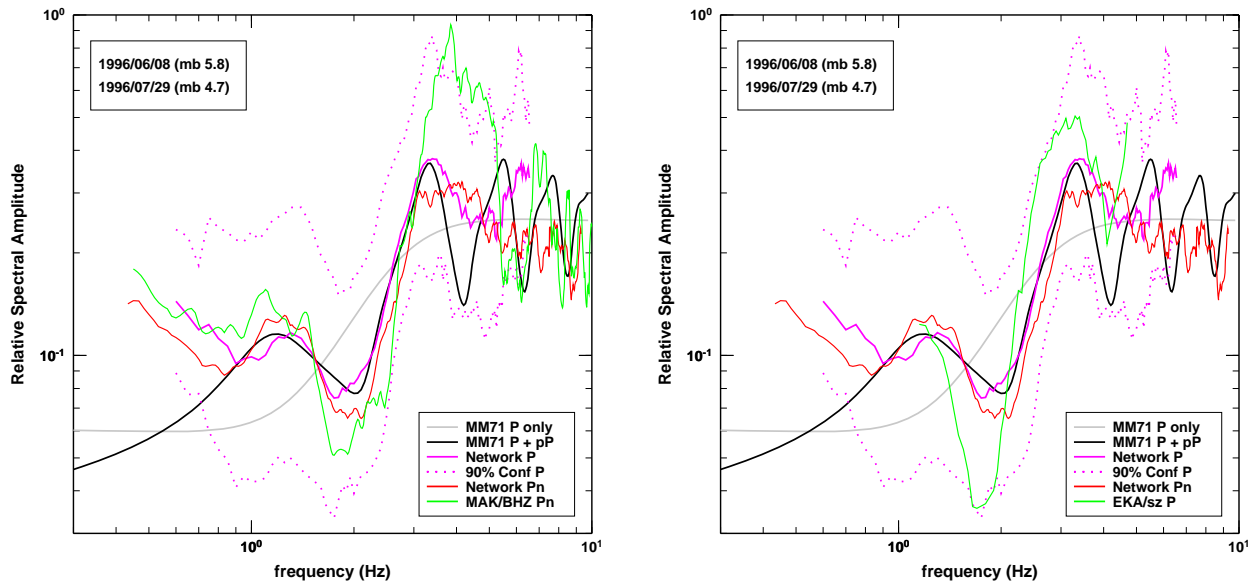 10⁰
1996/06/08 (mb 5.8)
1996/07/29 (mb 4.7)
Relative Spectral Amplitude
10⁻¹
MM71 P only
MM71 P + pP
Network P
90% Conf P
Network Pn
MAK/BHZ Pn
10⁰
10¹
frequency (Hz)
10⁰
1996/06/08 (mb 5.8)
1996/07/29 (mb 4.7)
Relative Spectral Amplitude
10⁻¹
MM71 P only
MM71 P + pP
Network P
90% Conf P
Network Pn
EKA/sz P
10⁰
10¹
frequency (Hz)